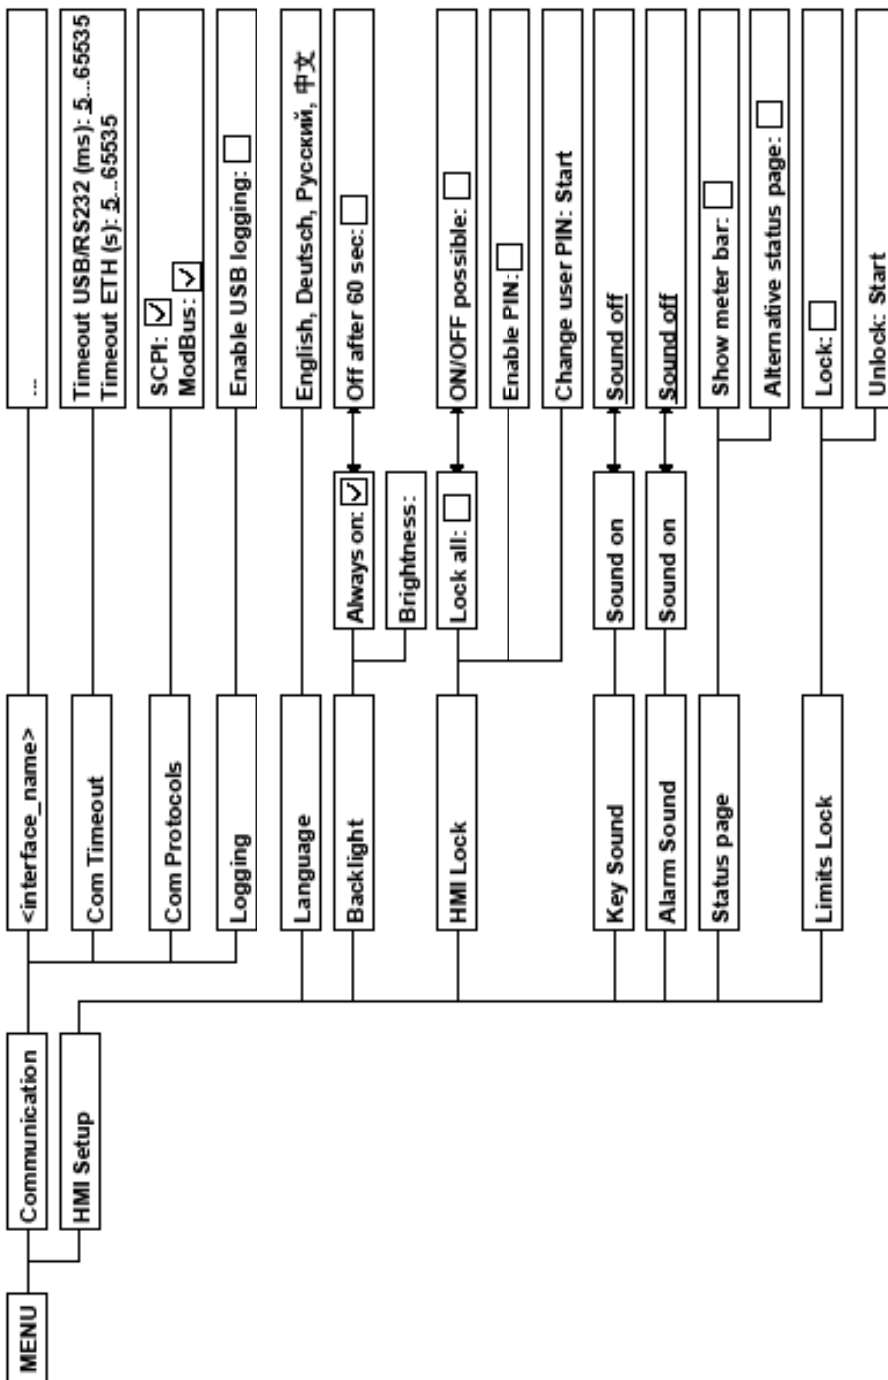 MENU
Communication
<interface_name>
...
Com Timeout
Timeout USB/RS232 (ms): 5...65535
Timeout ETH (s): 5...65535
Com Protocols
SCPI:
ModBus:
Logging
Enable USB logging:
HMI Setup
Language
English, Deutsch, Русский, 中文
Backlight
Always on:
Off after 60 sec:
Brightness:
HMI Lock
Lock all:
ON/OFF possible:
Enable PIN:
Change user PIN: Start
Key Sound
Sound on
Sound off
Alarm Sound
Sound on
Sound off
Status page
Show meter bar:
Alternative status page:
Limits Lock
Lock:
Unlock: Start